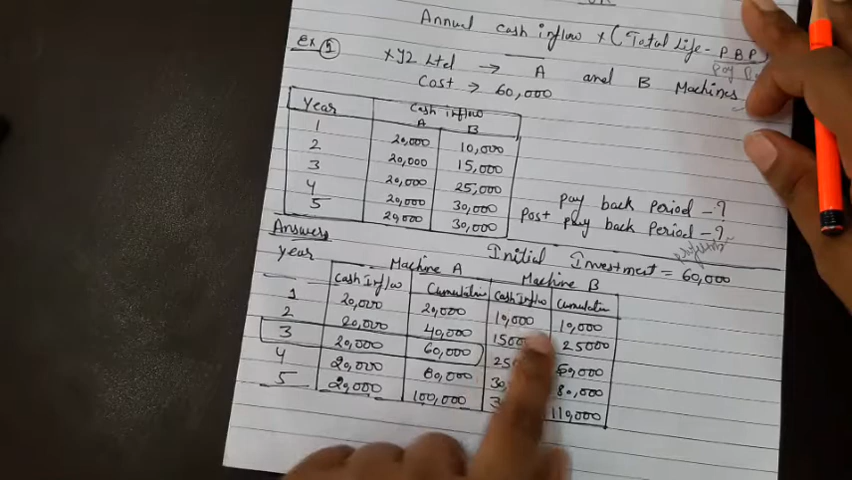 Annual cash inflow × (Total Life - P.B.P)
Pay
ex ①
XYZ Ltd → A and B Machines
Cost → 60,000
Year Cash inflow
A B
1 20,000 10,000
2 20,000 15,000
3 20,000 25,000
4 20,000 30,000
5 20,000 30,000
Pay back Period - ?
Post pay back Period - ?
Answer
Initial Investment = 60,000
year Machine A Machine B
Cash inflow Cumulative Cash inflow Cumulative
1 20,000 20,000 10,000 10,000
2 20,000 40,000 25000
3 20,000 60,000
4 20,000 80,000 80,000
5 20,000 100,000 110,000